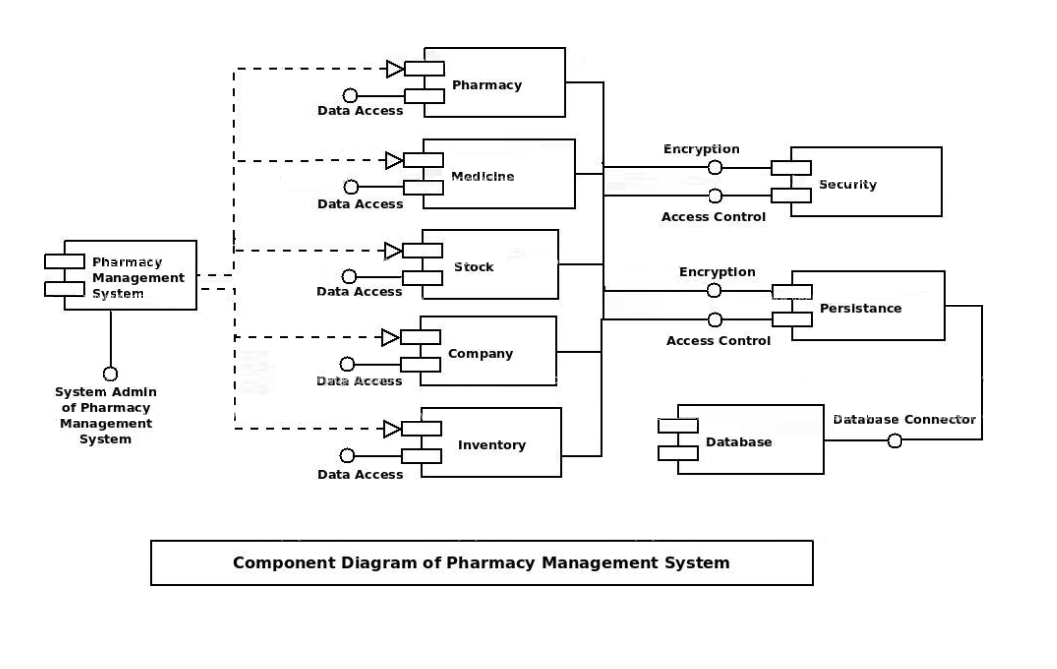 Pharmacy
Data Access
Encryption
Medicine
Security
Data Access
Access Control
Pharmacy
Management
System
Stock
Encryption
Data Access
Persistance
Access Control
Company
Data Access
System Admin
of Pharmacy
Management
System
Database Connector
Database
Inventory
Data Access
Component Diagram of Pharmacy Management System